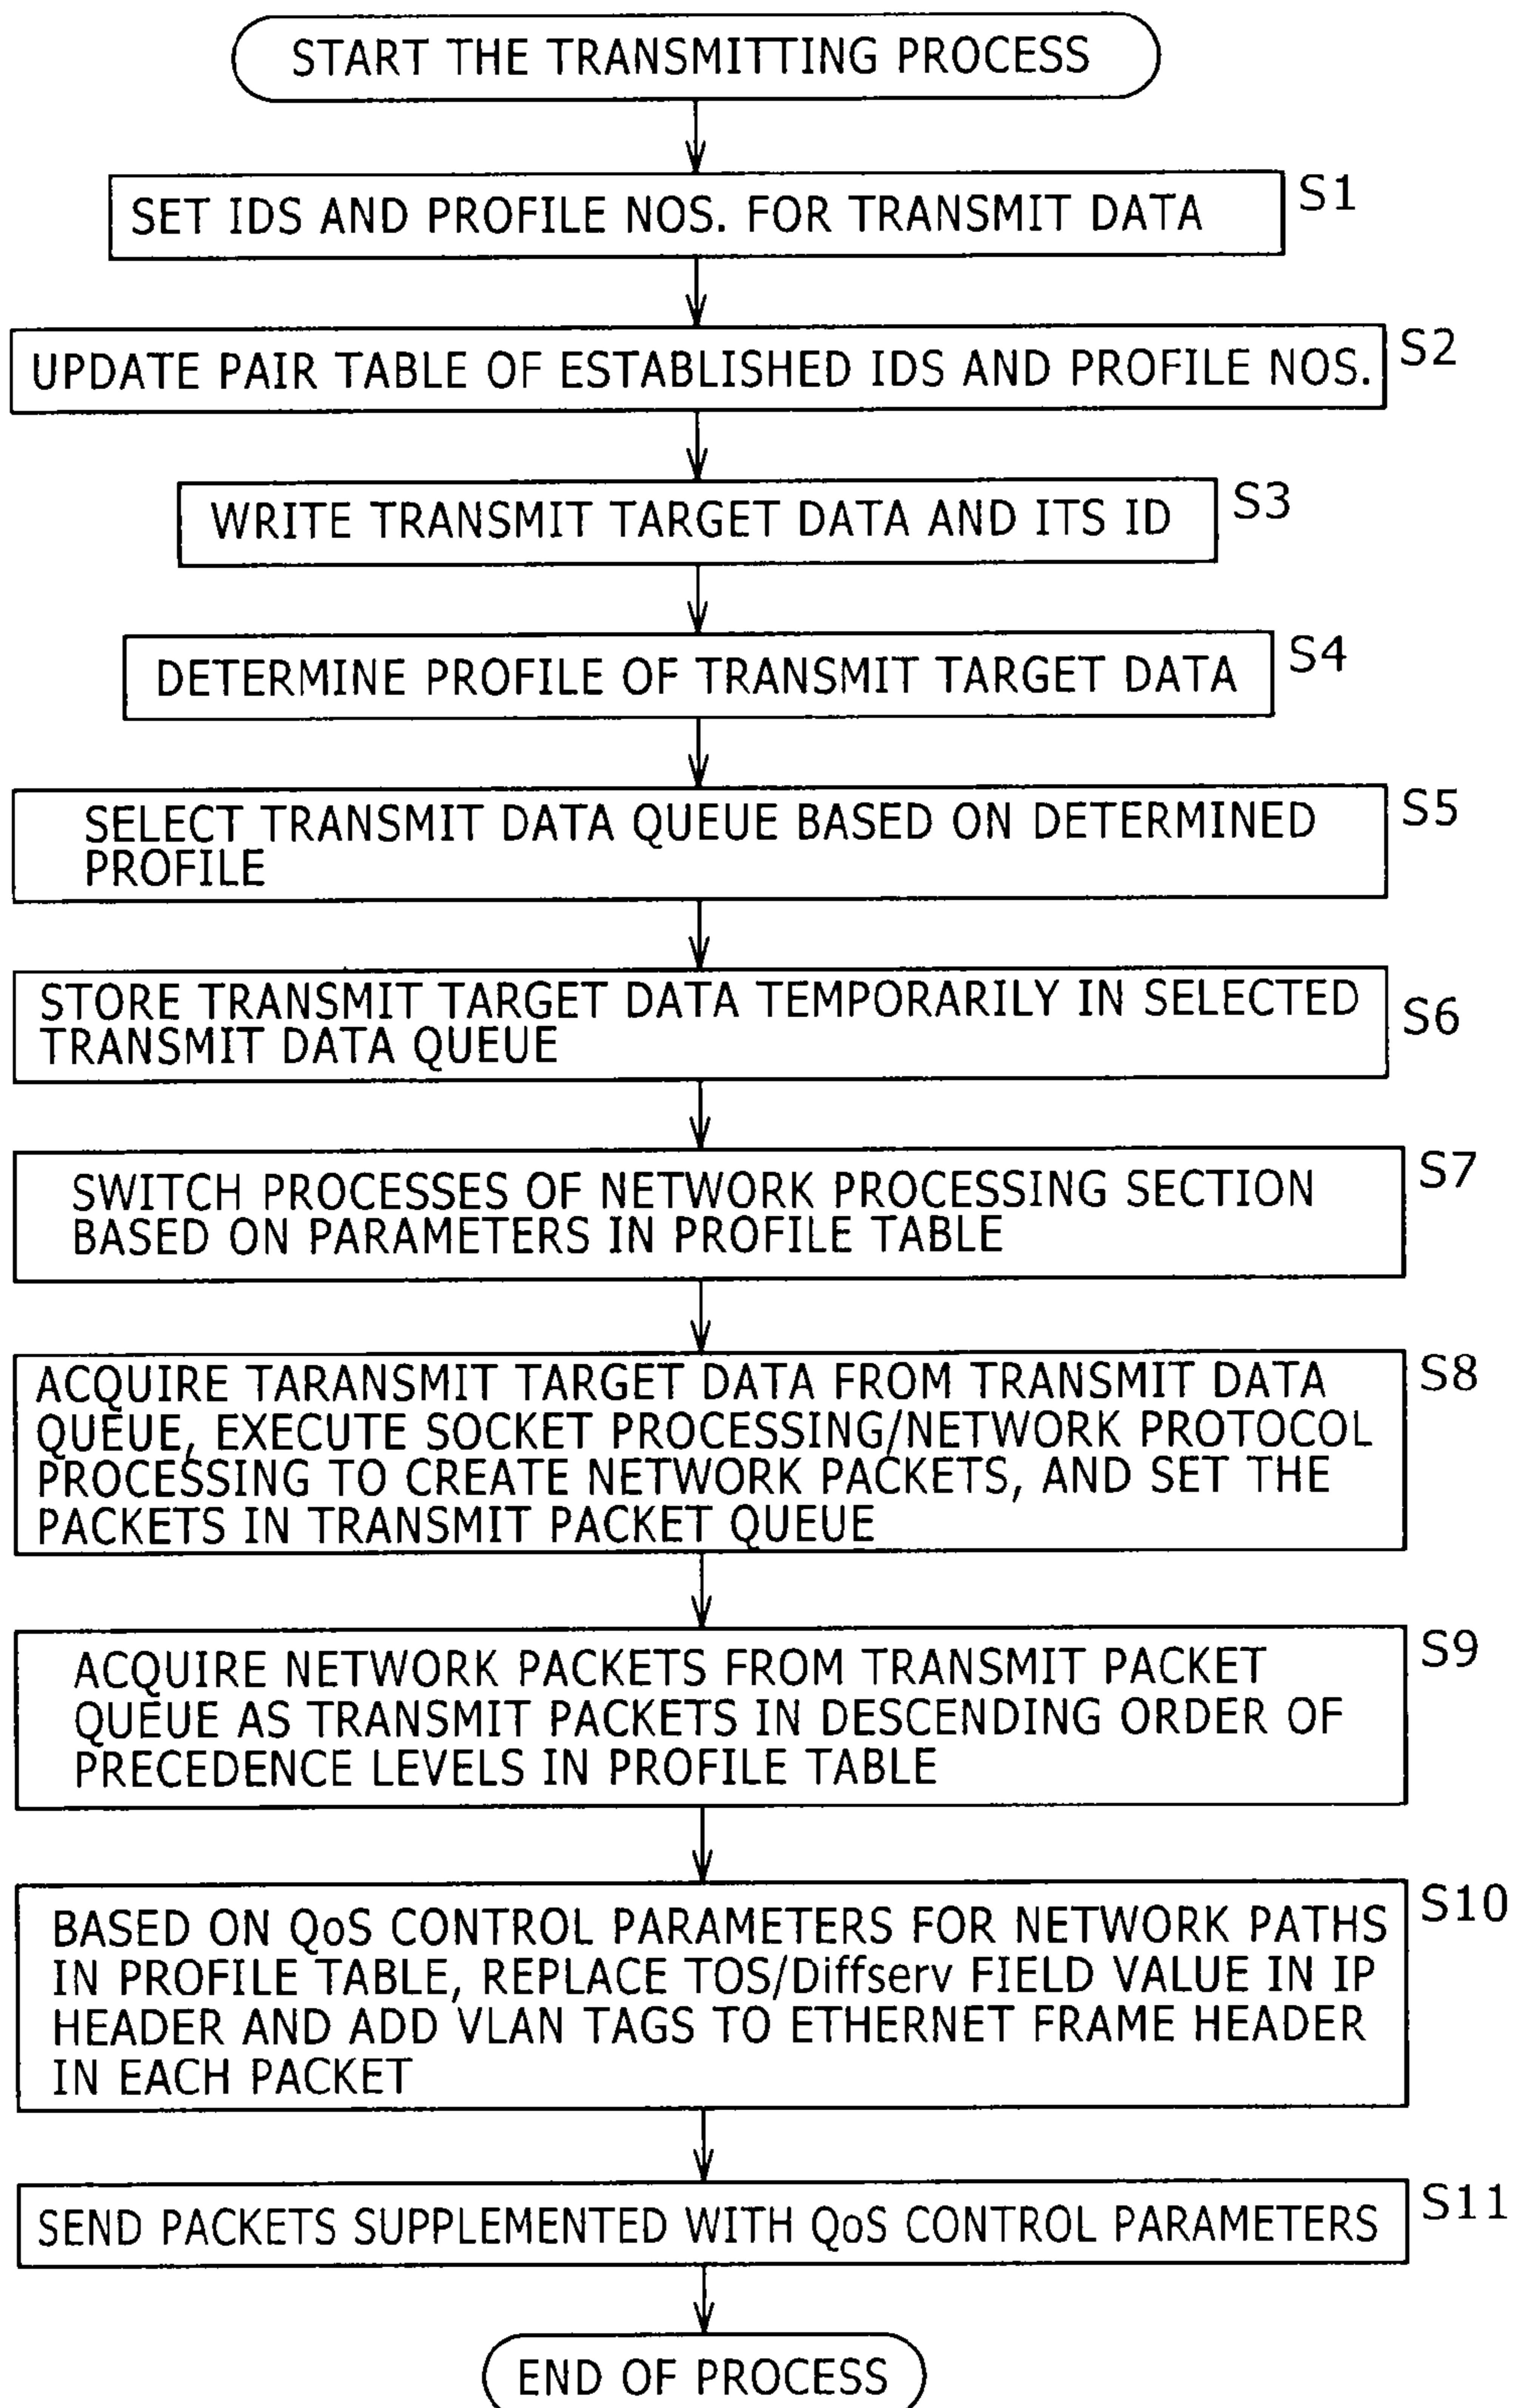 START THE TRANSMITTING PROCESS
SET IDS AND PROFILE NOS. FOR TRANSMIT DATA
S1
UPDATE PAIR TABLE OF ESTABLISHED IDS AND PROFILE NOS.
S2
WRITE TRANSMIT TARGET DATA AND ITS ID
S3
DETERMINE PROFILE OF TRANSMIT TARGET DATA
S4
SELECT TRANSMIT DATA QUEUE BASED ON DETERMINED
PROFILE
S5
STORE TRANSMIT TARGET DATA TEMPORARILY IN SELECTED
TRANSMIT DATA QUEUE
S6
SWITCH PROCESSES OF NETWORK PROCESSING SECTION
BASED ON PARAMETERS IN PROFILE TABLE
S7
ACQUIRE TARANSMIT TARGET DATA FROM TRANSMIT DATA
QUEUE, EXECUTE SOCKET PROCESSING/NETWORK PROTOCOL
PROCESSING TO CREATE NETWORK PACKETS, AND SET THE
PACKETS IN TRANSMIT PACKET QUEUE
S8
ACQUIRE NETWORK PACKETS FROM TRANSMIT PACKET
QUEUE AS TRANSMIT PACKETS IN DESCENDING ORDER OF
PRECEDENCE LEVELS IN PROFILE TABLE
S9
BASED ON QoS CONTROL PARAMETERS FOR NETWORK PATHS
IN PROFILE TABLE, REPLACE TOS/Diffserv FIELD VALUE IN IP
HEADER AND ADD VLAN TAGS TO ETHERNET FRAME HEADER
IN EACH PACKET
S10
SEND PACKETS SUPPLEMENTED WITH QoS CONTROL PARAMETERS
S11
END OF PROCESS